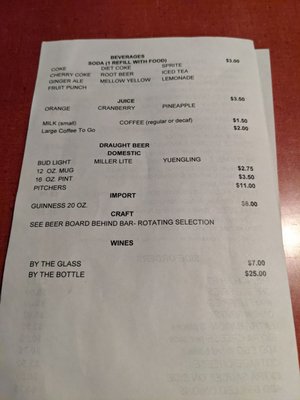 BEVERAGES
SODA (1 REFILL WITH FOOD) $3.00
COKE DIET COKE SPRITE
CHERRY COKE ROOT BEER ICED TEA
GINGER ALE MELLOW YELLOW LEMONADE
FRUIT PUNCH
JUICE $3.50
ORANGE CRANBERRY PINEAPPLE
MILK (small) COFFEE (regular or decaf) $1.50
Large Coffee To Go $2.00
DRAUGHT BEER
DOMESTIC
BUD LIGHT MILLER LITE YUENGLING
12 OZ. MUG $2.75
16 OZ. PINT $3.50
PITCHERS $11.00
IMPORT
GUINNESS 20 OZ.
CRAFT
SEE BEER BOARD BEHIND BAR- ROTATING SELECTION
WINES
BY THE GLASS $7.00
BY THE BOTTLE $25.00